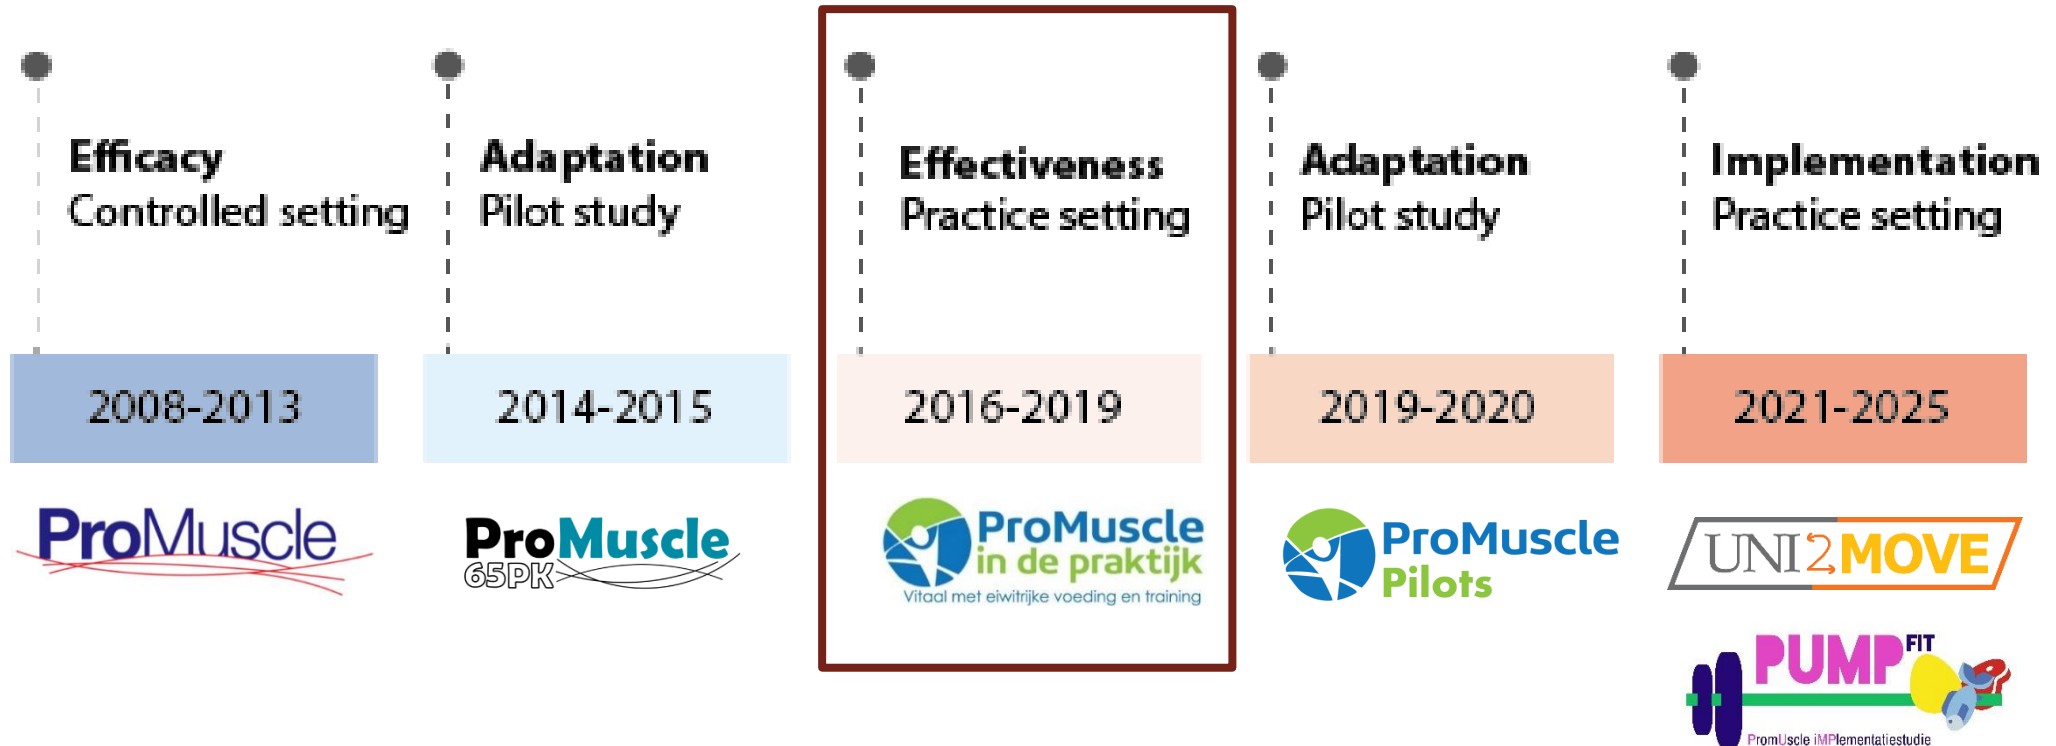 Efficacy
Controlled setting
Adaptation
Pilot study
Effectiveness
Practice setting
Adaptation
Pilot study
Implementation
Practice setting
2008-2013
2014-2015
2016-2019
2019-2020
2021-2025
ProMuscle
ProMuscle
65PK
ProMuscle
in de praktijk
Vitaal met eiwitrijke voeding en training
ProMuscle
Pilots
UNI2MOVE
PUMP FIT
PromUscle iMPlementatiestudie